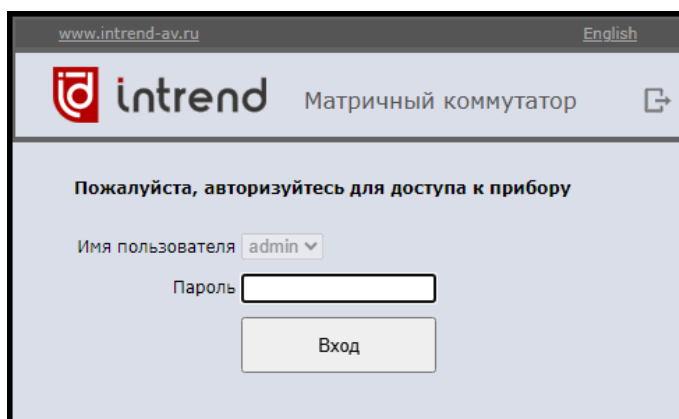 www.intrend-av.ru English
intrend Матричный коммутатор
Пожалуйста, авторизуйтесь для доступа к прибору
Имя пользователя admin
Пароль
Вход